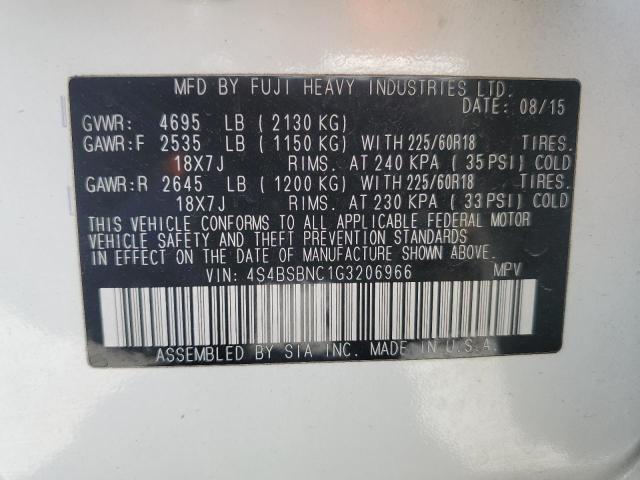 MFD BY FUJI HEAVY INDUSTRIES LTD.
DATE: 08/15
GVWR: 4695 LB ( 2130 KG)
GAWR:F 2535 LB ( 1150 KG) WITH 225/60R18 TIRES.
18X7J RIMS. AT 240 KPA ( 35 PSI) COLD
GAWR:R 2645 LB ( 1200 KG) WITH 225/60R18 TIRES.
18X7J RIMS. AT 230 KPA ( 33 PSI) COLD
THIS VEHICLE CONFORMS TO ALL APPLICABLE FEDERAL MOTOR
VEHICLE SAFETY AND THEFT PREVENTION STANDARDS
IN EFFECT ON THE DATE OF MANUFACTURE SHOWN ABOVE.
VIN: 4S4BSBNC1G3206966 MPV
ASSEMBLED BY SIA INC. MADE IN U.S.A.